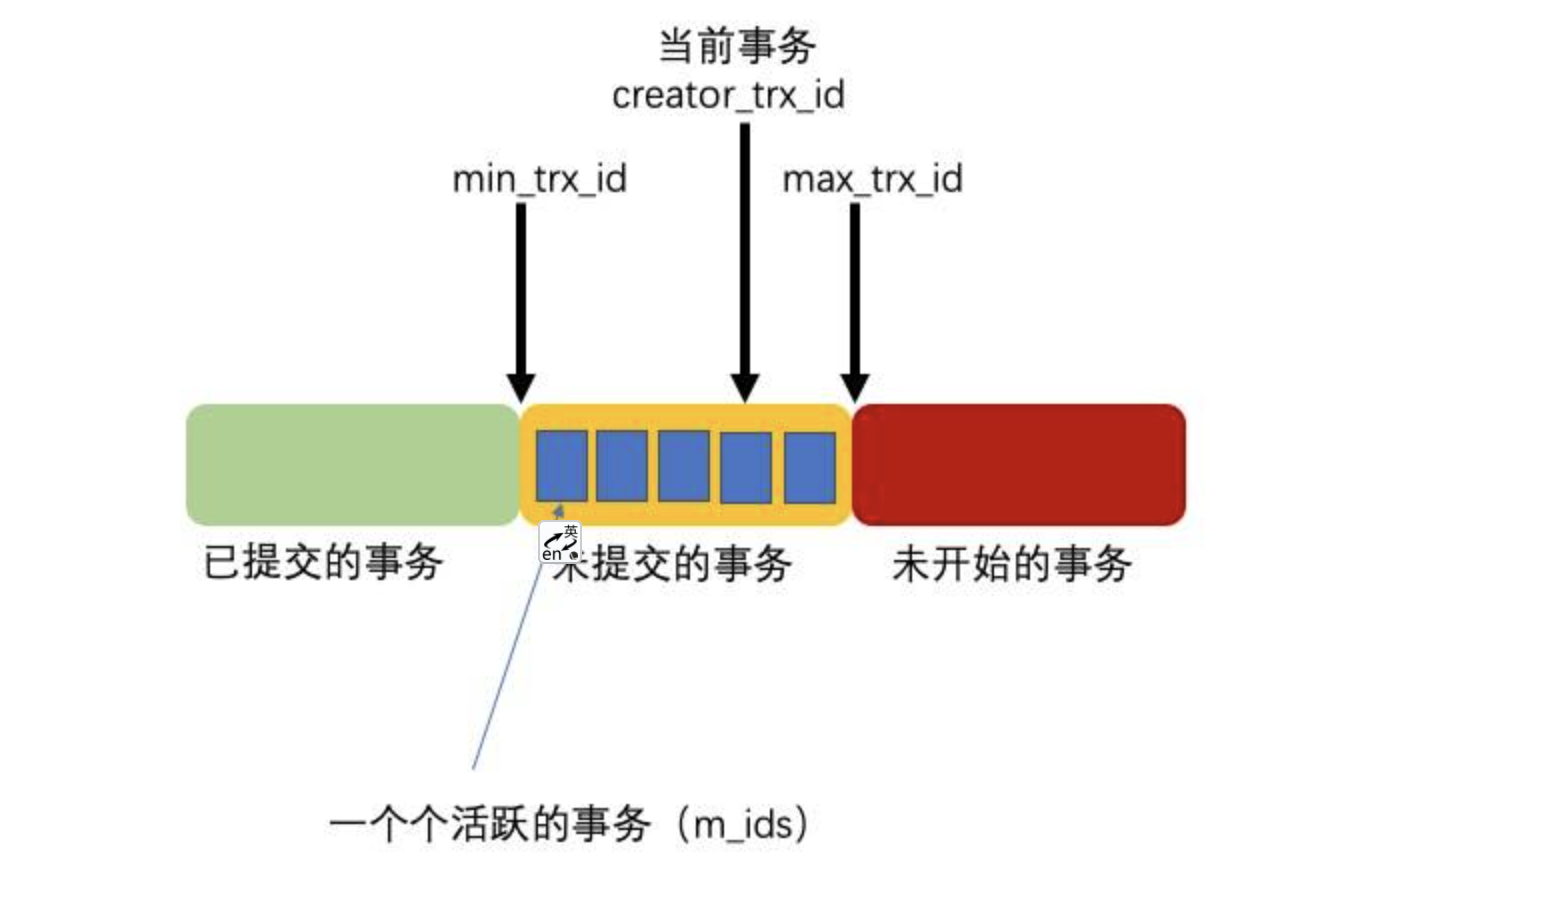 当前事务
creator_trx_id
min_trx_id
max_trx_id
英
en
已提交的事务
未提交的事务
未开始的事务
一个个活跃的事务（m_ids）